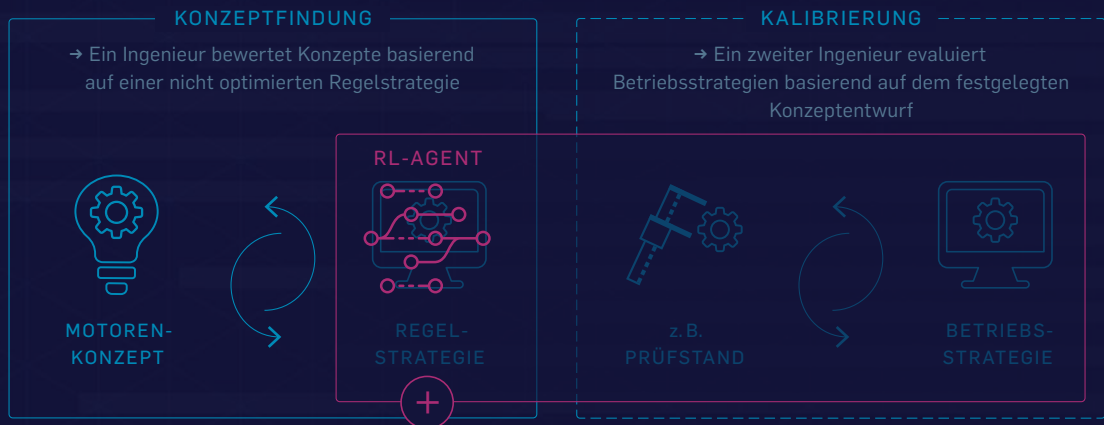 KONZEPTFINDUNG
→ Ein Ingenieur bewertet Konzepte basierend
auf einer nicht optimierten Regelstrategie
KALIBRIERUNG
→ Ein zweiter Ingenieur evaluiert
Betriebsstrategien basierend auf dem festgelegten
Konzeptentwurf
RL-AGENT
MOTOREN-
KONZEPT
REGEL-
STRATEGIE
z. B.
PRÜFSTAND
BETRIEBS-
STRATEGIE
+